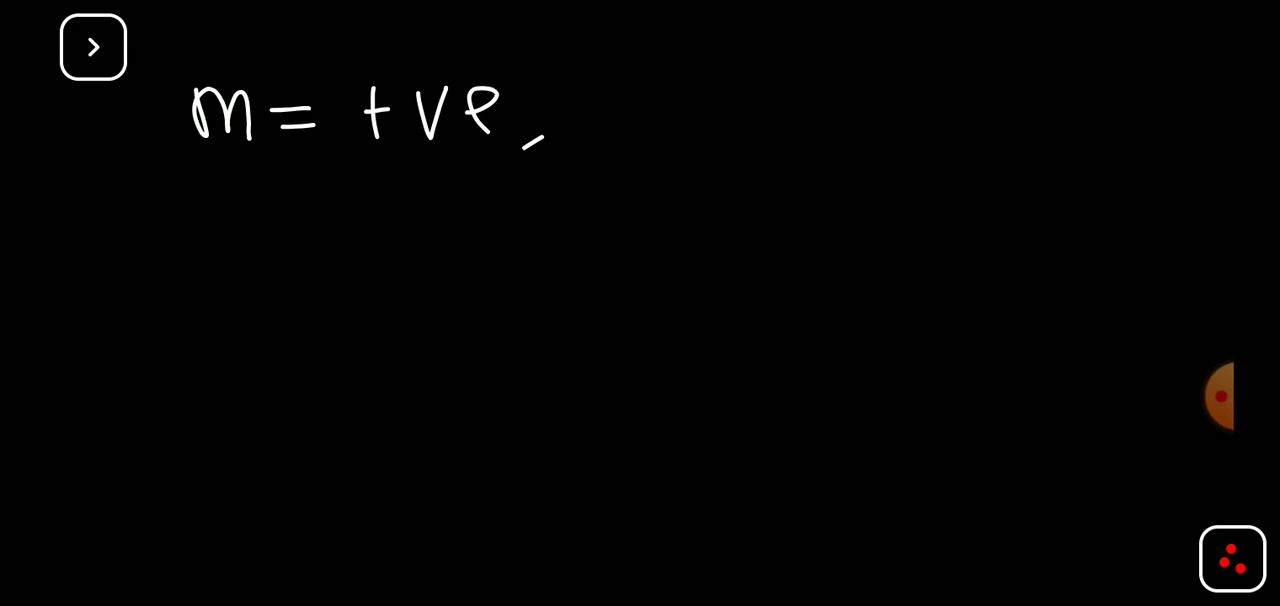 m = +ve,